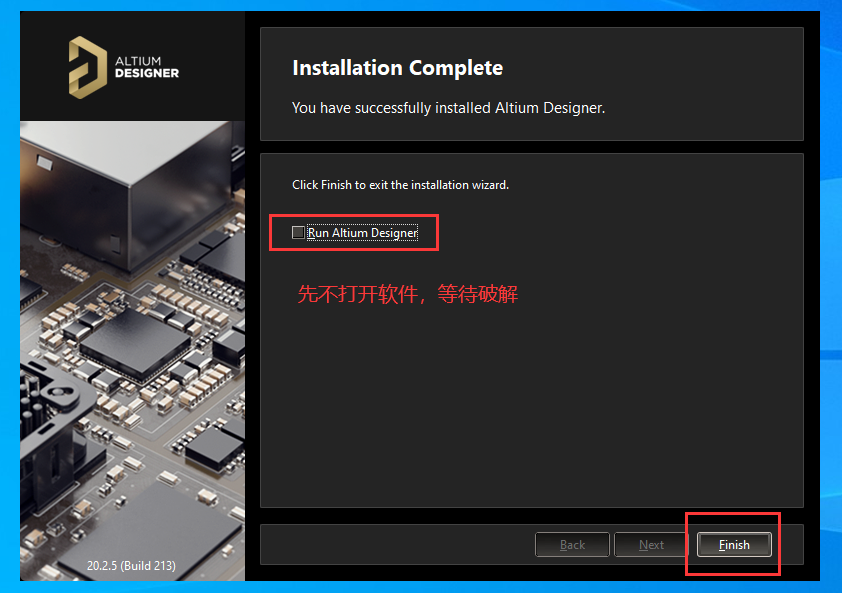 ALTIUM
DESIGNER
Installation Complete
You have successfully installed Altium Designer.
Click Finish to exit the installation wizard.
Run Altium Designer
先不打开软件，等待破解
Back
Next
Finish
20.2.5 (Build 213)